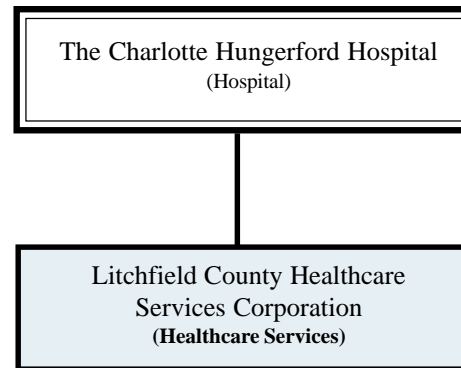 The Charlotte Hungerford Hospital
(Hospital)
Litchfield County Healthcare
Services Corporation
(Healthcare Services)